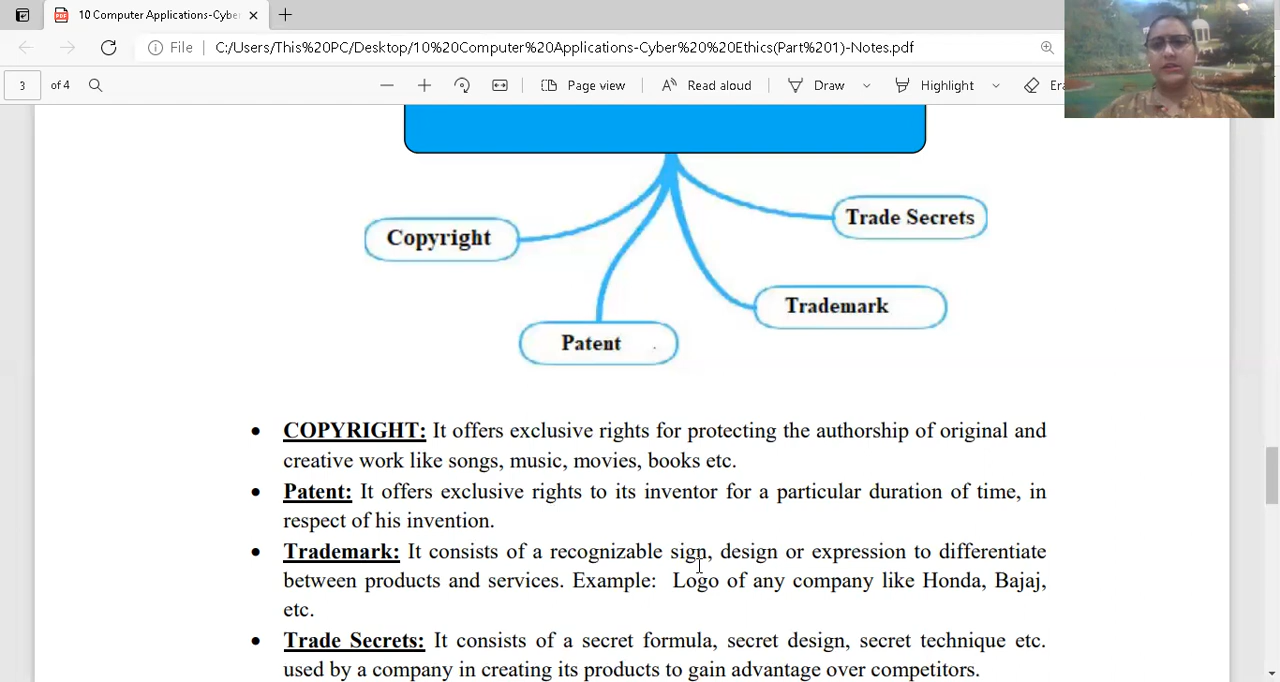 10 Computer Applications-Cyber
File C:/Users/This%20PC/Desktop/10%20Computer%20Applications-Cyber%20%20Ethics(Part%201)-Notes.pdf
3 of 4 Page view Read aloud Draw Highlight
Trade Secrets
Copyright
Trademark
Patent
• COPYRIGHT: It offers exclusive rights for protecting the authorship of original and
creative work like songs, music, movies, books etc.
• Patent: It offers exclusive rights to its inventor for a particular duration of time, in
respect of his invention.
• Trademark: It consists of a recognizable sign, design or expression to differentiate
between products and services. Example: Logo of any company like Honda, Bajaj,
etc.
• Trade Secrets: It consists of a secret formula, secret design, secret technique etc.
used by a company in creating its products to gain advantage over competitors.